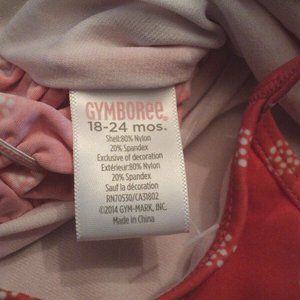 GYMBOREE
18-24 mos.
Shell:80% Nylon
20% Spandex
Exclusive of decoration
Extérieur:80% Nylon
20% Spandex
Sauf la décoration
RN70530/CA31802
©2014 GYM-MARK, INC.
Made in China